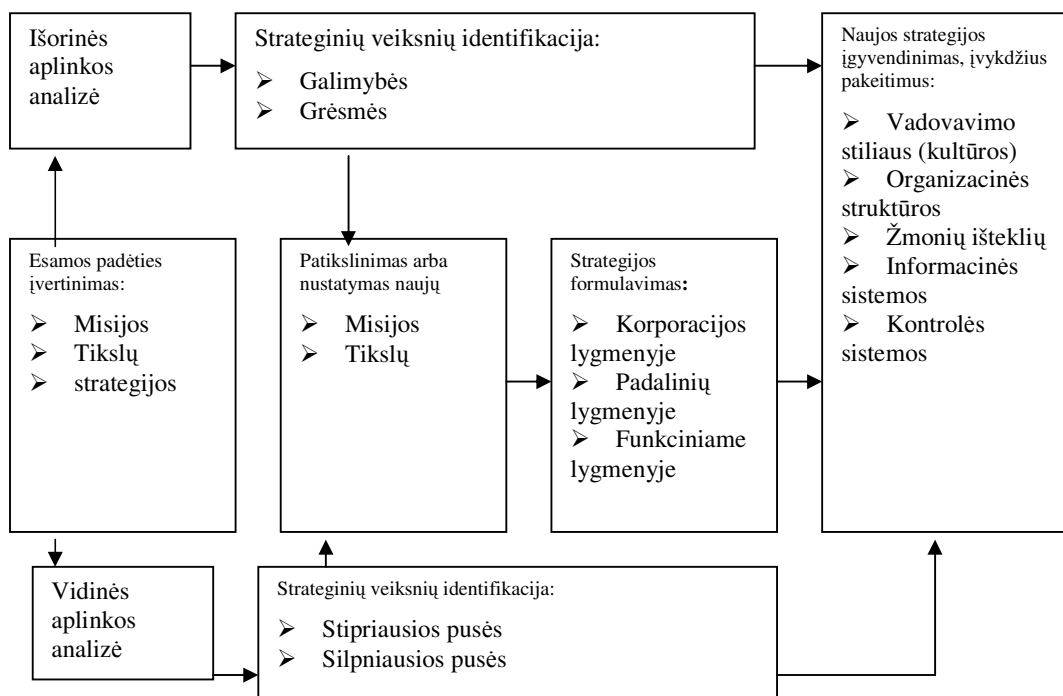 Išorinės
aplinkos
analizė
Strateginių veiksnių identifikacija:
➢ Galimybės
➢ Grėsmės
Naujos strategijos
įgyvendinimas, įvykdžius
pakeitimus:
➢ Vadovavimo
stiliaus (kultūros)
➢ Organizacinės
struktūros
➢ Žmonių išteklių
➢ Informacinės
sistemos
➢ Kontrolės
sistemos
Esamos padėties
įvertinimas:
➢ Misijos
➢ Tikslų
➢ strategijos
Patikslinimas arba
nustatymas naujų
➢ Misijos
➢ Tikslų
Strategijos
formulavimas:
➢ Korporacijos
lygmenyje
➢ Padalinių
lygmenyje
➢ Funkciniame
lygmenyje
Vidinės
aplinkos
analizė
Strateginių veiksnių identifikacija:
➢ Stipriausios pusės
➢ Silpniausios pusės